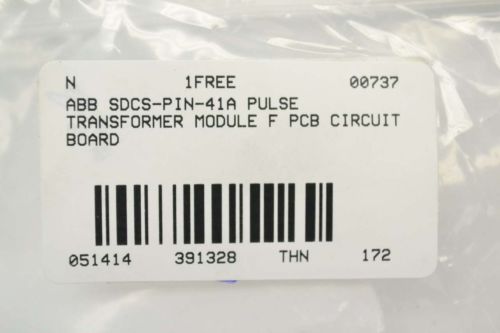 N 1FREE 00737
ABB SDCS-PIN-41A PULSE
TRANSFORMER MODULE F PCB CIRCUIT
BOARD
051414 391328 THN 172